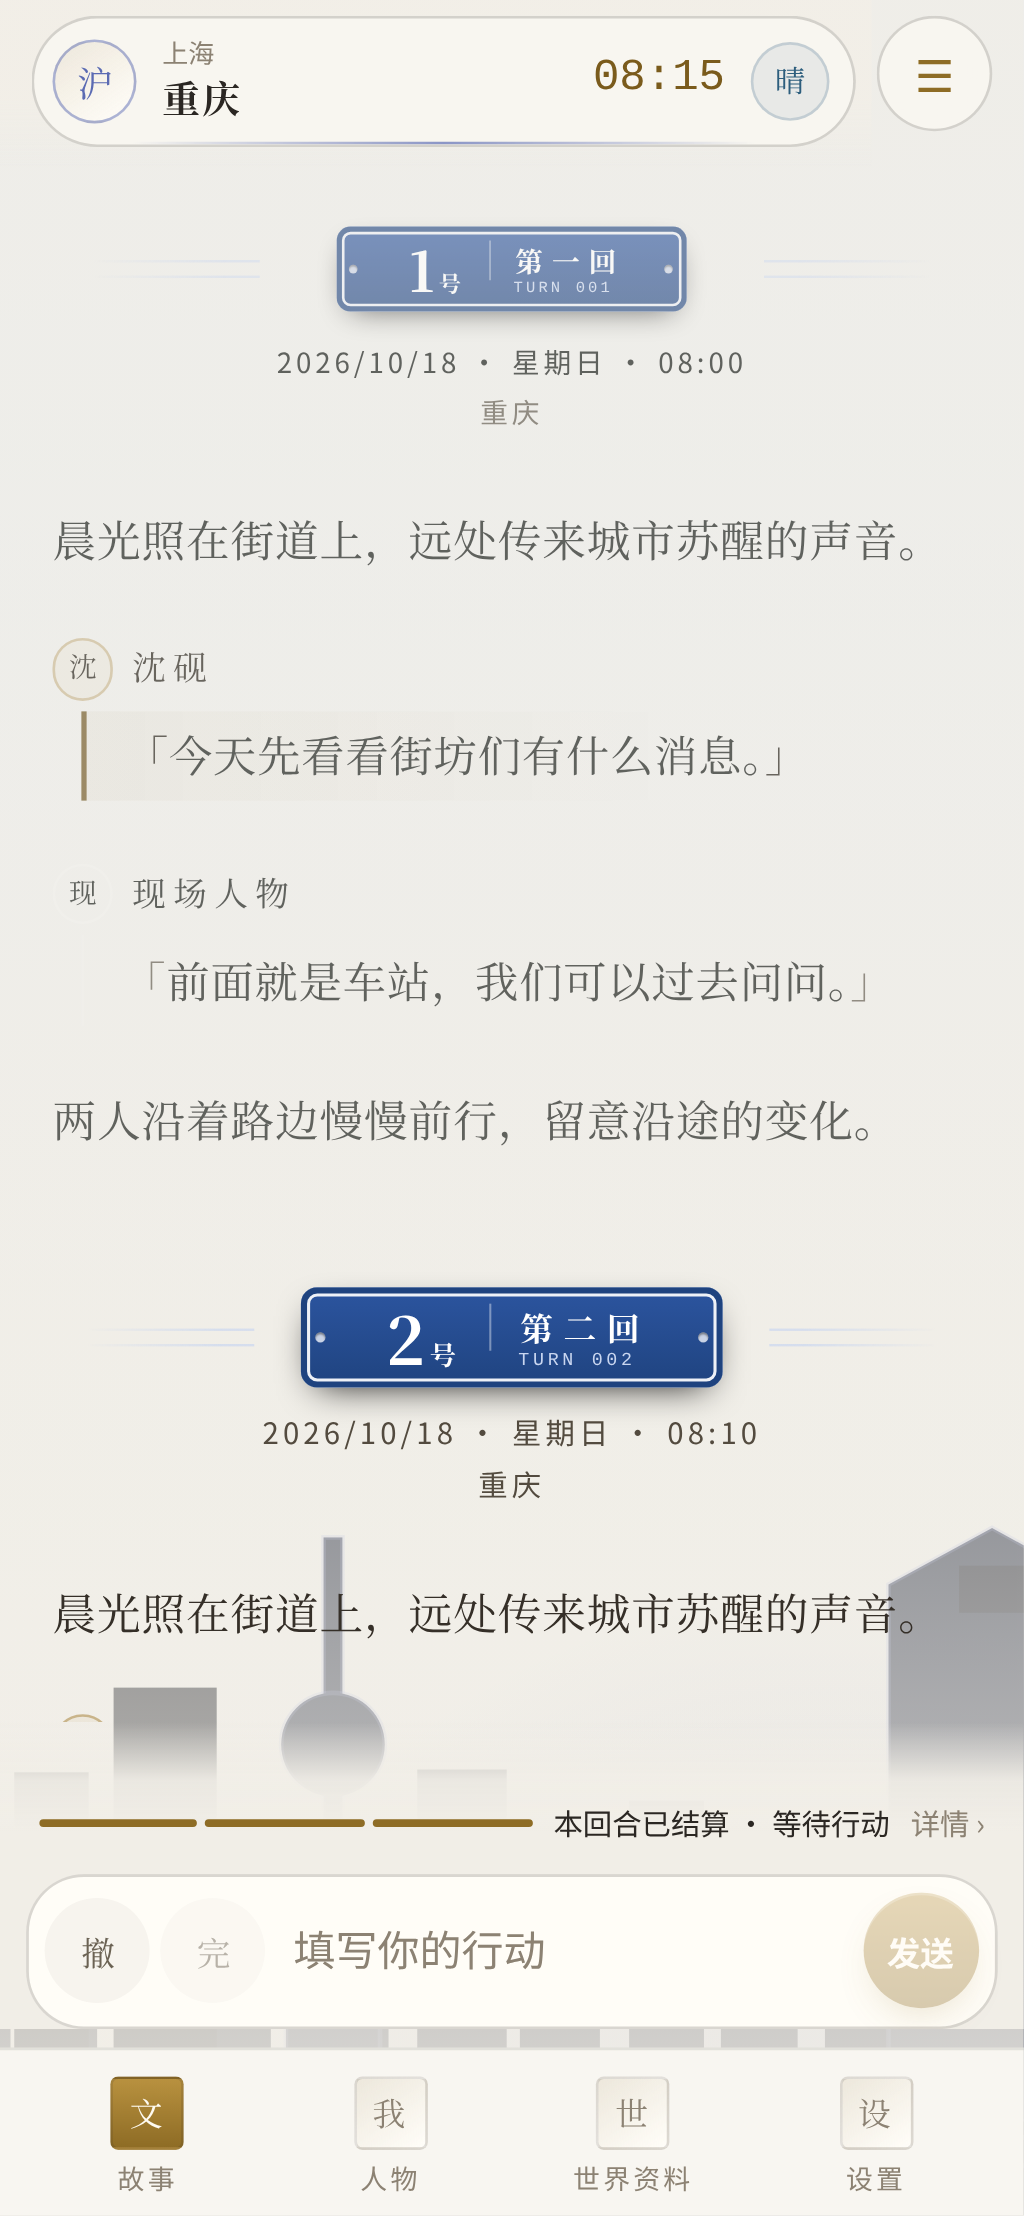 沪
上海
重庆
08:15
晴
☰
1号
第一回
TURN 001
2026/10/18 · 星期日 · 08:00
重庆
晨光照在街道上，远处传来城市苏醒的声音。
沈 沈砚
「今天先看看街坊们有什么消息。」
现 现场人物
「前面就是车站，我们可以过去问问。」
两人沿着路边慢慢前行，留意沿途的变化。
2号
第二回
TURN 002
2026/10/18 · 星期日 · 08:10
重庆
晨光照在街道上，远处传来城市苏醒的声音。
本回合已结算 · 等待行动 详情 ›
撤 完 填写你的行动 发送
文 我 世 设
故事 人物 世界资料 设置